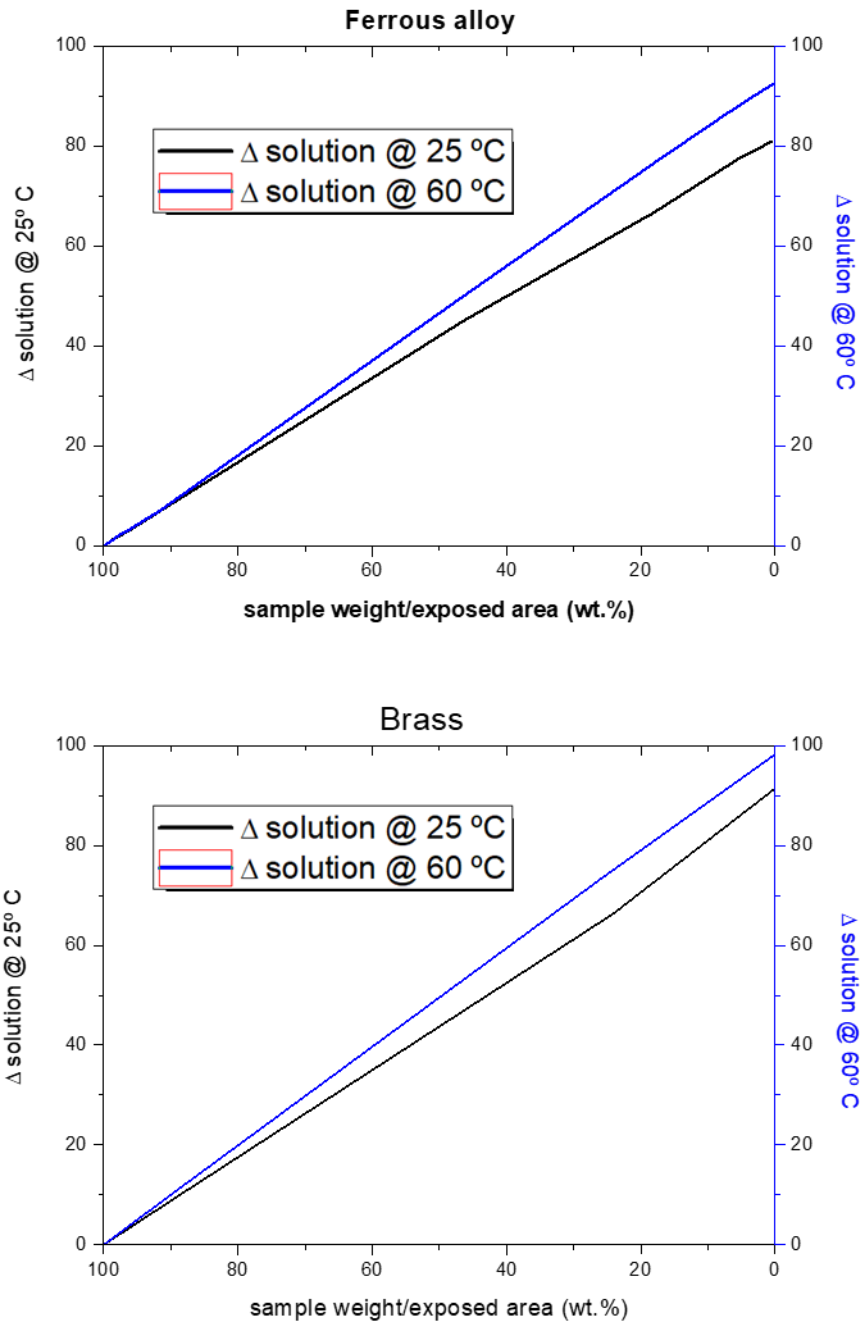 Ferrous alloy
100
80
60
40
20
0
Δ solution @ 25º C
Δ solution @ 25 ºC
Δ solution @ 60 ºC
100
80
60
40
20
0
Δ solution @ 60º C
100 80 60 40 20 0
sample weight/exposed area (wt.%)
Brass
100
80
60
40
20
0
Δ solution @ 25º C
Δ solution @ 25 ºC
Δ solution @ 60 ºC
100
80
60
40
20
0
Δ solution @ 60º C
100 80 60 40 20 0
sample weight/exposed area (wt.%)